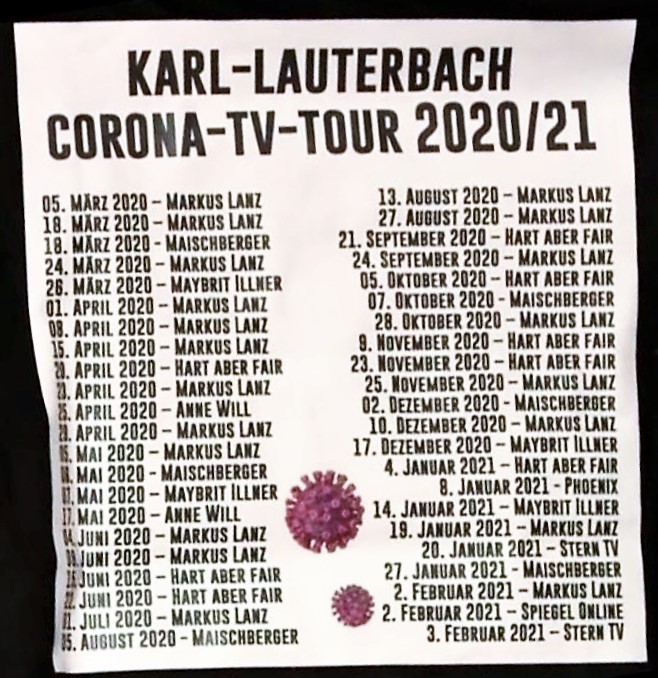 KARL-LAUTERBACH
CORONA-TV-TOUR 2020/21
05. MÄRZ 2020 – MARKUS LANZ
18. MÄRZ 2020 – MARKUS LANZ
18. MÄRZ 2020 – MAISCHBERGER
24. MÄRZ 2020 – MARKUS LANZ
26. MÄRZ 2020 – MAYBRIT ILLNER
01. APRIL 2020 – MARKUS LANZ
08. APRIL 2020 – MARKUS LANZ
15. APRIL 2020 – MARKUS LANZ
APRIL 2020 – HART ABER FAIR
APRIL 2020 – MARKUS LANZ
APRIL 2020 – ANNE WILL
APRIL 2020 – MARKUS LANZ
MAI 2020 – MARKUS LANZ
MAI 2020 – MAISCHBERGER
MAI 2020 – MAYBRIT ILLNER
MAI 2020 – ANNE WILL
JUNI 2020 – MARKUS LANZ
JUNI 2020 – MARKUS LANZ
JUNI 2020 – HART ABER FAIR
JUNI 2020 – HART ABER FAIR
JULI 2020 – MARKUS LANZ
05. AUGUST 2020 – MAISCHBERGER
13. AUGUST 2020 – MARKUS LANZ
27. AUGUST 2020 – MARKUS LANZ
21. SEPTEMBER 2020 – HART ABER FAIR
24. SEPTEMBER 2020 – MARKUS LANZ
05. OKTOBER 2020 – HART ABER FAIR
07. OKTOBER 2020 - MAISCHBERGER
28. OKTOBER 2020 – MARKUS LANZ
9. NOVEMBER 2020 – HART ABER FAIR
23. NOVEMBER 2020 – HART ABER FAIR
25. NOVEMBER 2020 – MARKUS LANZ
02. DEZEMBER 2020 – MAISCHBERGER
10. DEZEMBER 2020 – MARKUS LANZ
17. DEZEMBER 2020 – MAYBRIT ILLNER
4. JANUAR 2021 – HART ABER FAIR
8. JANUAR 2021 - PHOENIX
14. JANUAR 2021 – MAYBRIT ILLNER
19. JANUAR 2021 – MARKUS LANZ
20. JANUAR 2021 – STERN TV
27. JANUAR 2021 – MAISCHBERGER
2. FEBRUAR 2021 – MARKUS LANZ
2. FEBRUAR 2021 – SPIEGEL ONLINE
3. FEBRUAR 2021 – STERN TV